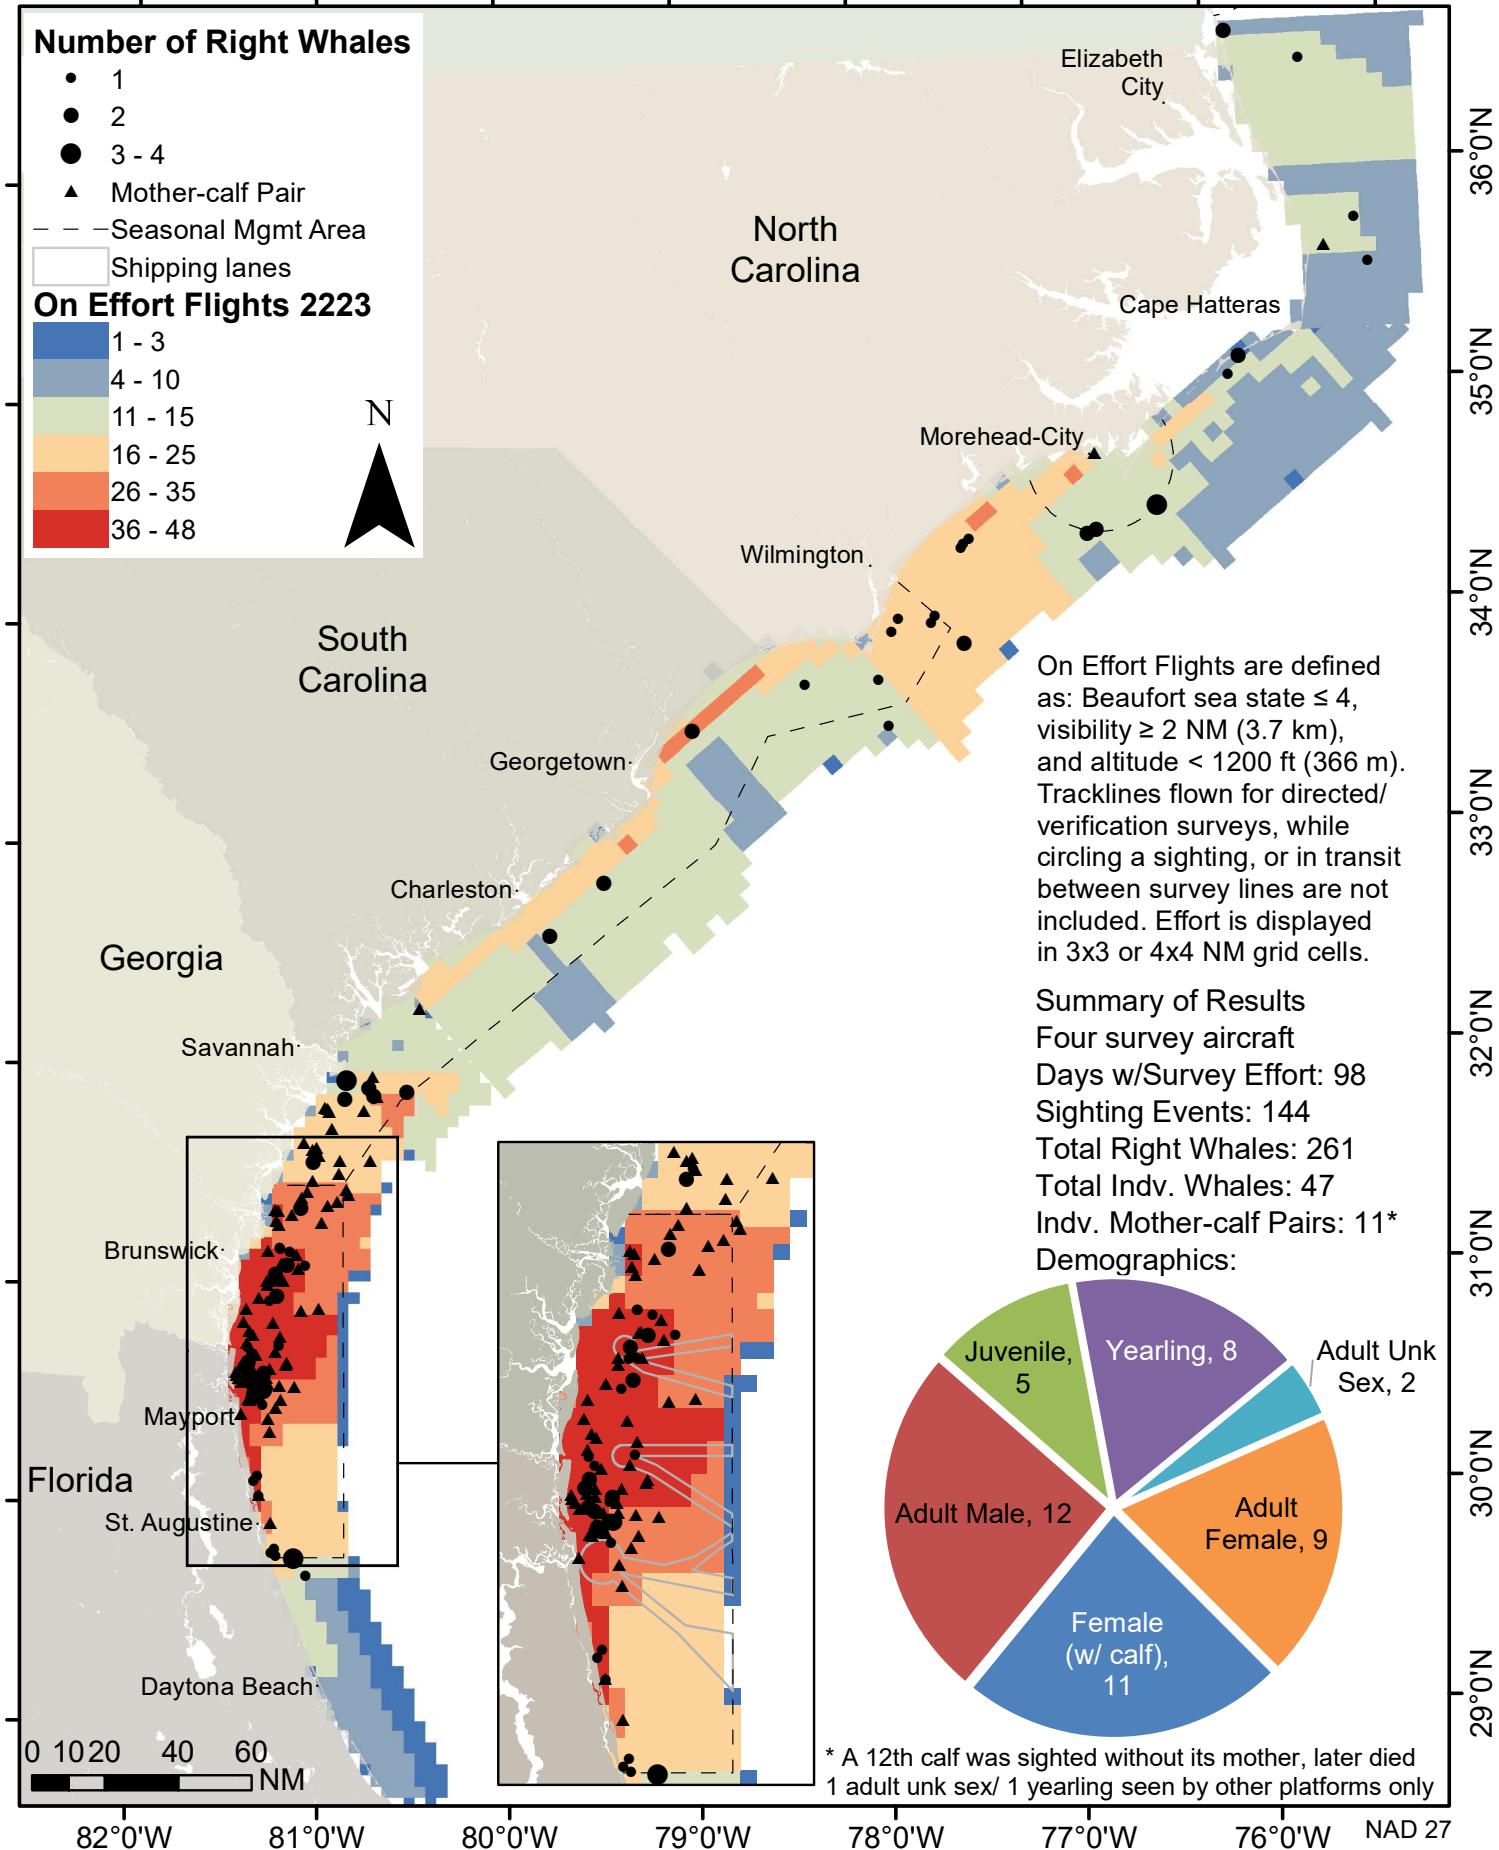 Number of Right Whales
1
2
3 - 4
Mother-calf Pair
Seasonal Mgmt Area
Shipping lanes
On Effort Flights 2223
1 - 3
4 - 10
11 - 15
16 - 25
26 - 35
36 - 48
N
Elizabeth
City
North
Carolina
Cape Hatteras
Morehead-City
Wilmington
South
Carolina
Georgetown
Charleston
Georgia
Savannah
Brunswick
Mayport
Florida
St. Augustine
Daytona Beach
0 10 20 40 60
NM
36°0'N
35°0'N
34°0'N
33°0'N
32°0'N
31°0'N
30°0'N
29°0'N
On Effort Flights are defined
as: Beaufort sea state ≤ 4,
visibility ≥ 2 NM (3.7 km),
and altitude < 1200 ft (366 m).
Tracklines flown for directed/
verification surveys, while
circling a sighting, or in transit
between survey lines are not
included. Effort is displayed
in 3x3 or 4x4 NM grid cells.
Summary of Results
Four survey aircraft
Days w/Survey Effort: 98
Sighting Events: 144
Total Right Whales: 261
Total Indv. Whales: 47
Indv. Mother-calf Pairs: 11*
Demographics:
Juvenile,
5
Yearling, 8
Adult Unk
Sex, 2
Adult Male, 12
Adult
Female, 9
Female
(w/ calf),
11
* A 12th calf was sighted without its mother, later died
1 adult unk sex/ 1 yearling seen by other platforms only
82°0'W 81°0'W 80°0'W 79°0'W 78°0'W 77°0'W 76°0'W
NAD 27